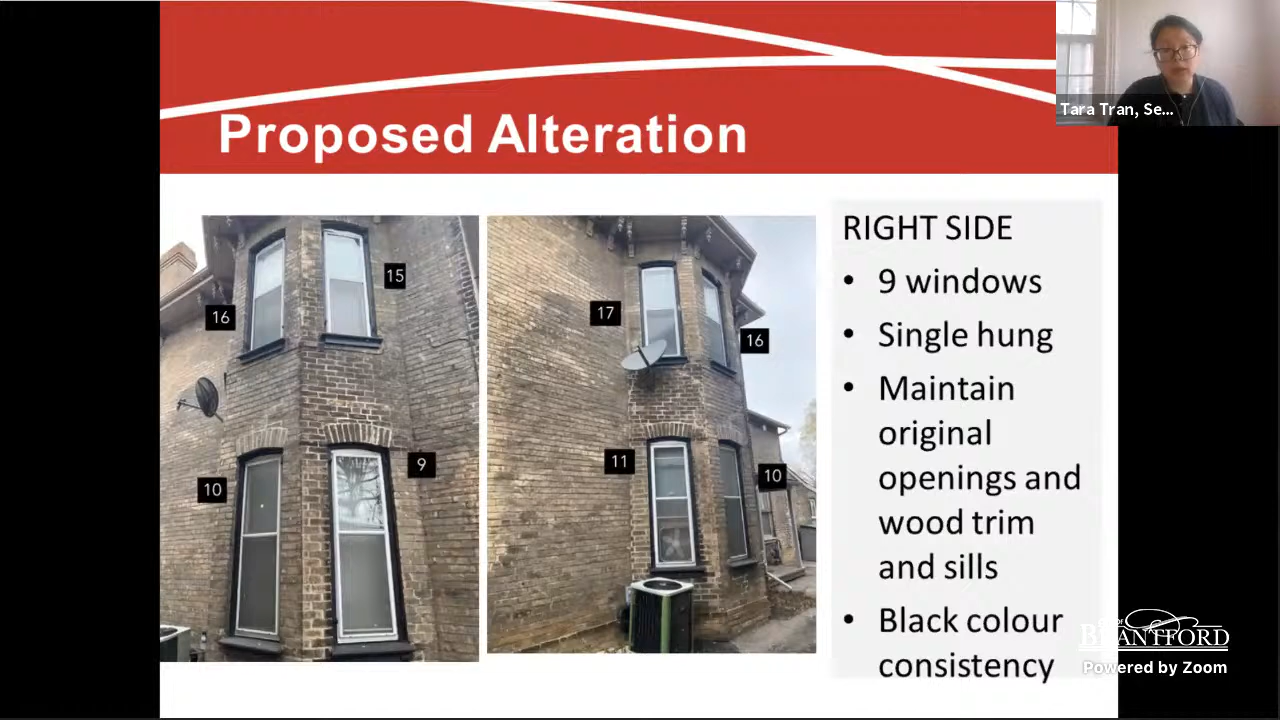 Tara Tran, Se...
Proposed Alteration
16
15
10
9
17
16
11
10
RIGHT SIDE
• 9 windows
• Single hung
• Maintain
original
openings and
wood trim
and sills
• Black colour
consistency
BRANTFORD
Powered by Zoom